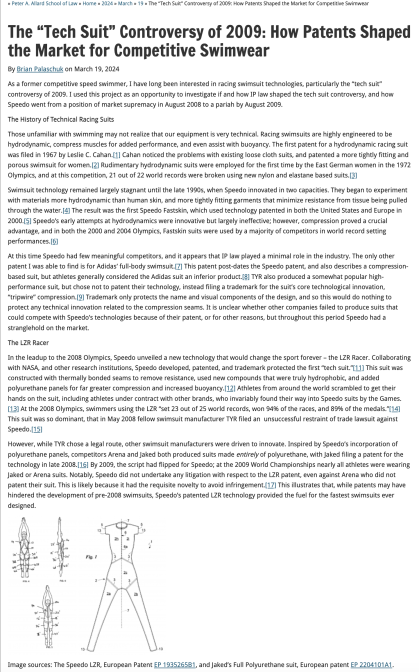 « Peter A. Allard School of Law « Home « 2024 « March « 19 « The “Tech Suit” Controversy of 2009: How Patents Shaped the Market for Competitive Swimwear
The “Tech Suit” Controversy of 2009: How Patents Shaped
the Market for Competitive Swimwear
By Brian Palaschuk on March 19, 2024
As a former competitive speed swimmer, I have long been interested in racing swimsuit technologies, particularly the “tech suit”
controversy of 2009. I used this project as an opportunity to investigate if and how IP law shaped the tech suit controversy, and how
Speedo went from a position of market supremacy in August 2008 to a pariah by August 2009.
The History of Technical Racing Suits
Those unfamiliar with swimming may not realize that our equipment is very technical. Racing swimsuits are highly engineered to be
hydrodynamic, compress muscles for added performance, and even assist with buoyancy. The first patent for a hydrodynamic racing suit
was filed in 1967 by Leslie C. Cahan.[1] Cahan noticed the problems with existing loose cloth suits, and patented a more tightly fitting and
porous swimsuit for women.[2] Rudimentary hydrodynamic suits were employed for the first time by the East German women in the 1972
Olympics, and at this competition, 21 out of 22 world records were broken using new nylon and elastane based suits.[3]
Swimsuit technology remained largely stagnant until the late 1990s, when Speedo innovated in two capacities. They began to experiment
with materials more hydrodynamic than human skin, and more tightly fitting garments that minimize resistance from tissue being pulled
through the water.[4] The result was the first Speedo Fastskin, which used technology patented in both the United States and Europe in
2000.[5] Speedo’s early attempts at hydrodynamics were innovative but largely ineffective; however, compression proved a crucial
advantage, and in both the 2000 and 2004 Olympics, Fastskin suits were used by a majority of competitors in world record setting
performances.[6]
At this time Speedo had few meaningful competitors, and it appears that IP law played a minimal role in the industry. The only other
patent I was able to find is for Adidas’ full-body swimsuit.[7] This patent post-dates the Speedo patent, and also describes a compression-
based suit, but athletes generally considered the Adidas suit an inferior product.[8] TYR also produced a somewhat popular high-
performance suit, but chose not to patent their technology, instead filing a trademark for the suit’s core technological innovation,
“tripwire” compression.[9] Trademark only protects the name and visual components of the design, and so this would do nothing to
protect any technical innovation related to the compression seams. It is unclear whether other companies failed to produce suits that
could compete with Speedo’s technologies because of their patent, or for other reasons, but throughout this period Speedo had a
stranglehold on the market.
The LZR Racer
In the leadup to the 2008 Olympics, Speedo unveiled a new technology that would change the sport forever – the LZR Racer. Collaborating
with NASA, and other research institutions, Speedo developed, patented, and trademark protected the first “tech suit.”[11] This suit was
constructed with thermally bonded seams to remove resistance, used new compounds that were truly hydrophobic, and added
polyurethane panels for far greater compression and increased buoyancy.[12] Athletes from around the world scrambled to get their
hands on the suit, including athletes under contract with other brands, who invariably found their way into Speedo suits by the Games.
[13] At the 2008 Olympics, swimmers using the LZR “set 23 out of 25 world records, won 94% of the races, and 89% of the medals.”[14]
This suit was so dominant, that in May 2008 fellow swimsuit manufacturer TYR filed an unsuccessful restraint of trade lawsuit against
Speedo.[15]
However, while TYR chose a legal route, other swimsuit manufacturers were driven to innovate. Inspired by Speedo’s incorporation of
polyurethane panels, competitors Arena and Jaked both produced suits made entirely of polyurethane, with Jaked filing a patent for the
technology in late 2008.[16] By 2009, the script had flipped for Speedo; at the 2009 World Championships nearly all athletes were wearing
Jaked or Arena suits. Notably, Speedo did not undertake any litigation with respect to the LZR patent, even against Arena who did not
patent their suit. This is likely because it had the requisite novelty to avoid infringement.[17] This illustrates that, while patents may have
hindered the development of pre-2008 swimsuits, Speedo’s patented LZR technology provided the fuel for the fastest swimsuits ever
designed.
Fig. 1
Image sources: The Speedo LZR, European Patent EP 1935265B1, and Jaked’s Full Polyurethane suit, European patent EP 2204101A1.